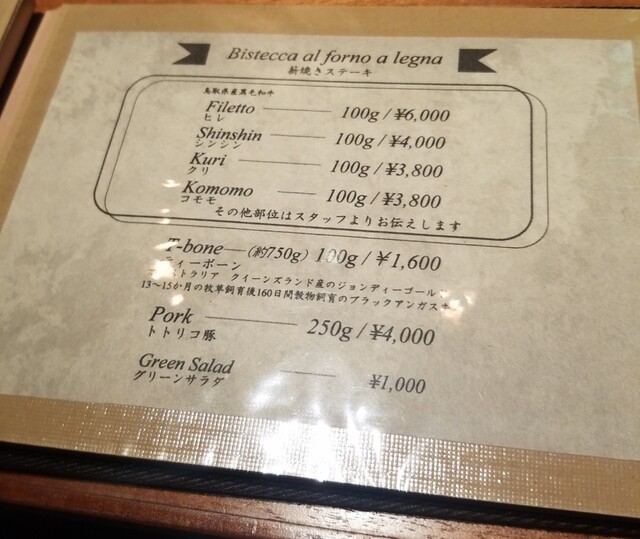 Bistecca al forno a legna
薪焼きステーキ
鳥取県産黒毛和牛
Filetto 100g / ¥6,000
ヒレ
Shinshin 100g / ¥4,000
シンシン
Kuri 100g / ¥3,800
クリ
Komomo 100g / ¥3,800
コモモ
その他部位はスタッフよりお伝えします
T-bone (約750g) 100g / ¥1,600
ティーボーン
ストラリア クイーンズランド産のジョンディーゴール
13〜15か月の牧草飼育後160日間穀物飼育のブラックアンガス
Pork 250g / ¥4,000
トトリコ豚
Green Salad ¥1,000
グリーンサラダ